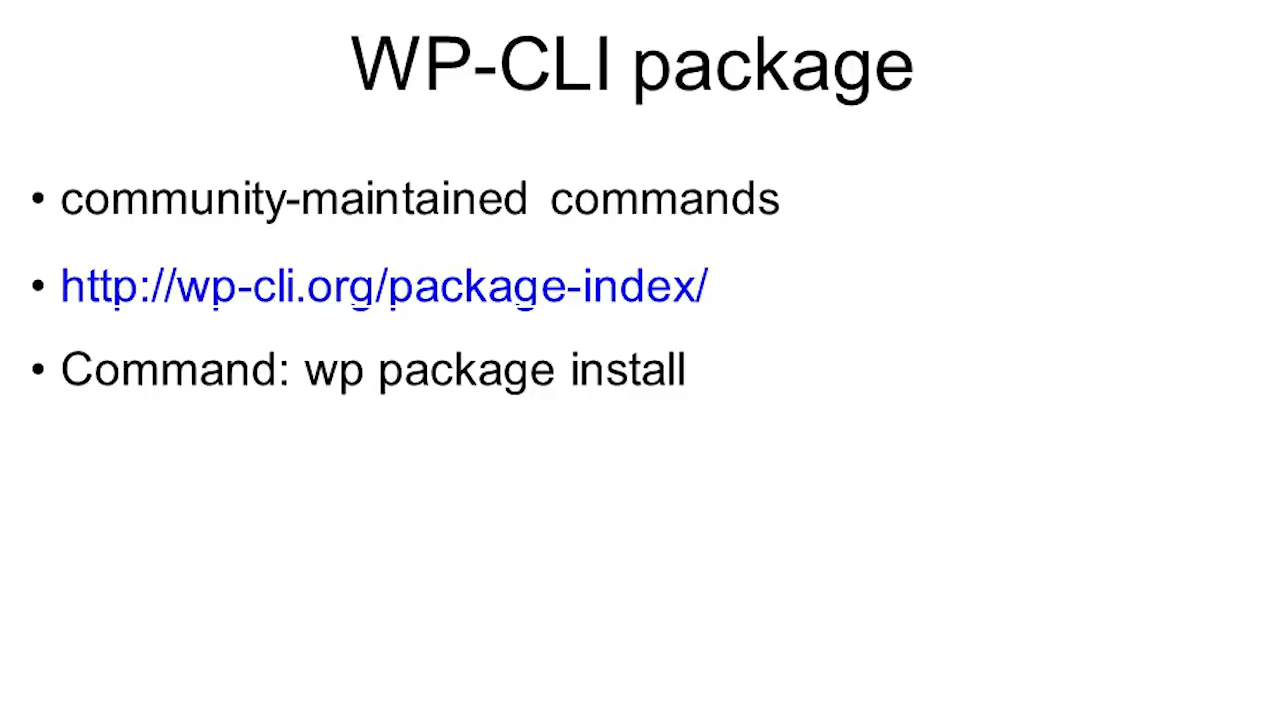 WP-CLI package
• community-maintained commands
• http://wp-cli.org/package-index/
• Command: wp package install